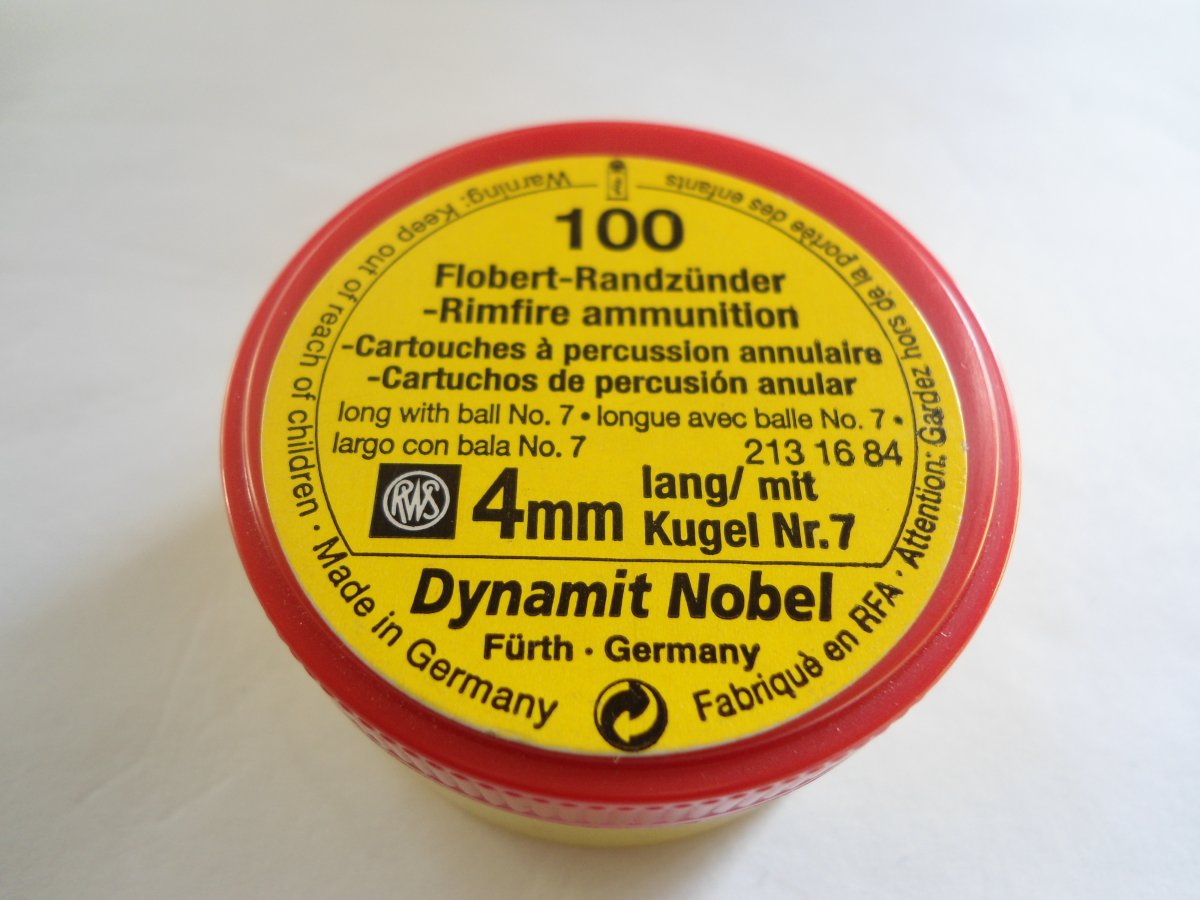 100
Flobert-Randzünder
-Rimfire ammunition
-Cartouches à percussion annulaire
-Cartuchos de percusión anular
long with ball No. 7 • longue avec balle No. 7 •
largo con bala No. 7
213 16 84
RWS
4mm
lang/ mit
Kugel Nr.7
Dynamit Nobel
Fürth · Germany
Warning: Keep out of reach of children · Made in Germany
Fabriqué en RFA · Attention: Gardez hors de la portée des enfants